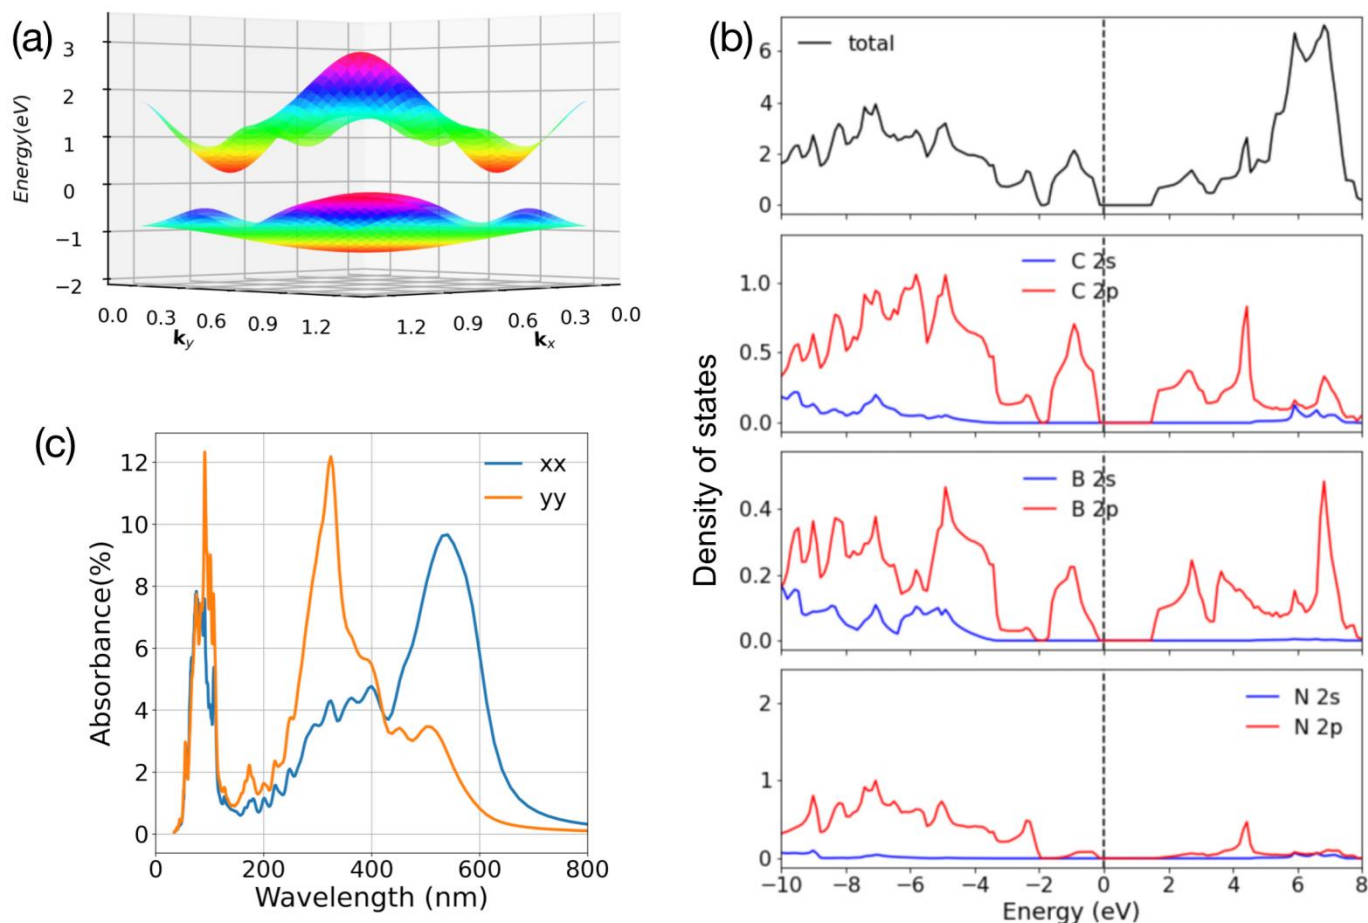 (a)
3
2
1
0
−1
−2
Energy(eV)
0.0 0.3 0.6 0.9 1.2 1.2 0.9 0.6 0.3 0.0
ky kx
(b)
total
6
4
2
0
C 2s
C 2p
1.0
0.5
0.0
B 2s
B 2p
0.4
0.2
0.0
N 2s
N 2p
2
1
0
−10 −8 −6 −4 −2 0 2 4 6 8
Energy (eV)
Density of states
(c)
xx
yy
12
10
8
6
4
2
0
Absorbance(%)
0 200 400 600 800
Wavelength (nm)